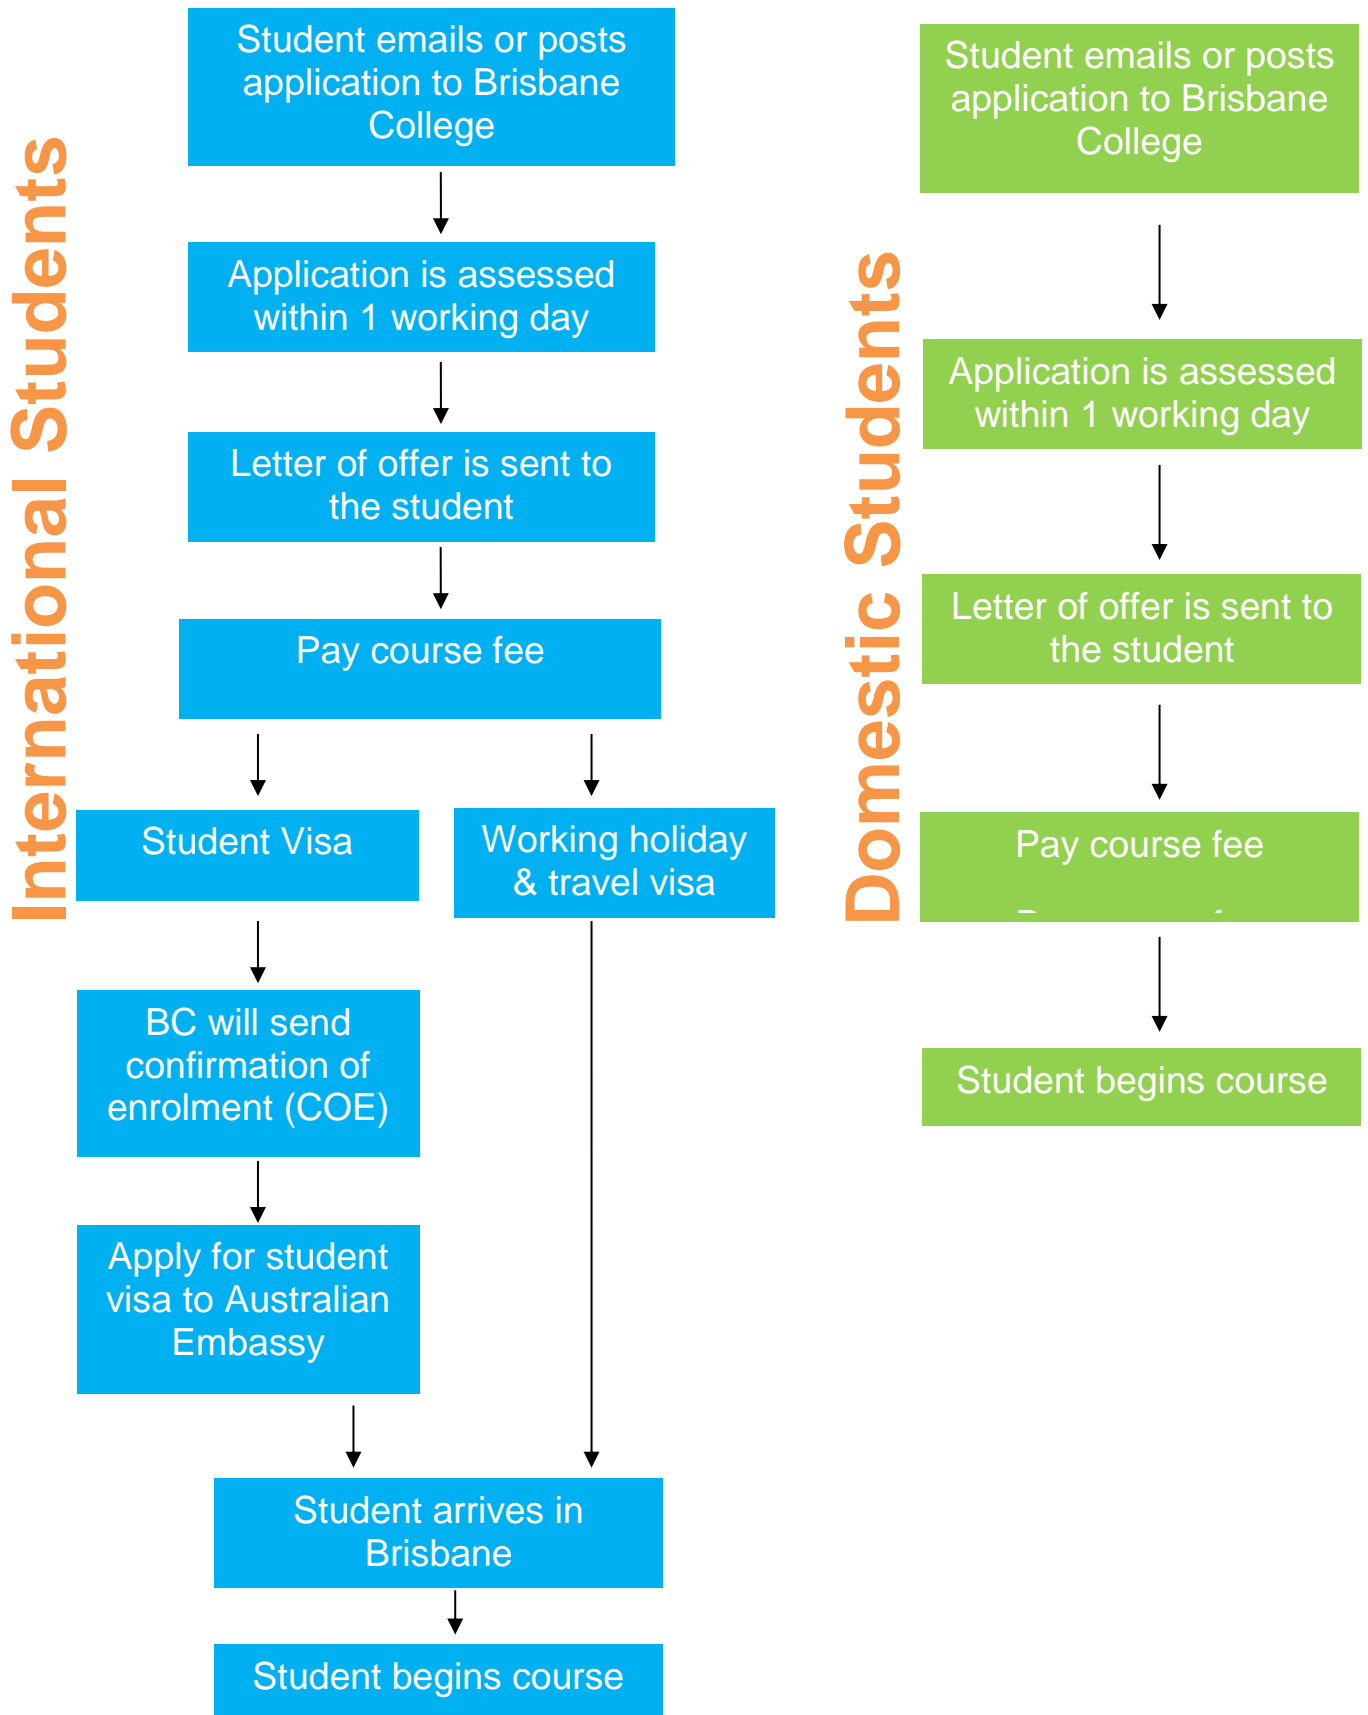 International Students
Student emails or posts
application to Brisbane
College
Application is assessed
within 1 working day
Letter of offer is sent to
the student
Pay course fee
Student Visa
Working holiday
& travel visa
BC will send
confirmation of
enrolment (COE)
Apply for student
visa to Australian
Embassy
Student arrives in
Brisbane
Student begins course
Domestic Students
Student emails or posts
application to Brisbane
College
Application is assessed
within 1 working day
Letter of offer is sent to
the student
Pay course fee
Student begins course